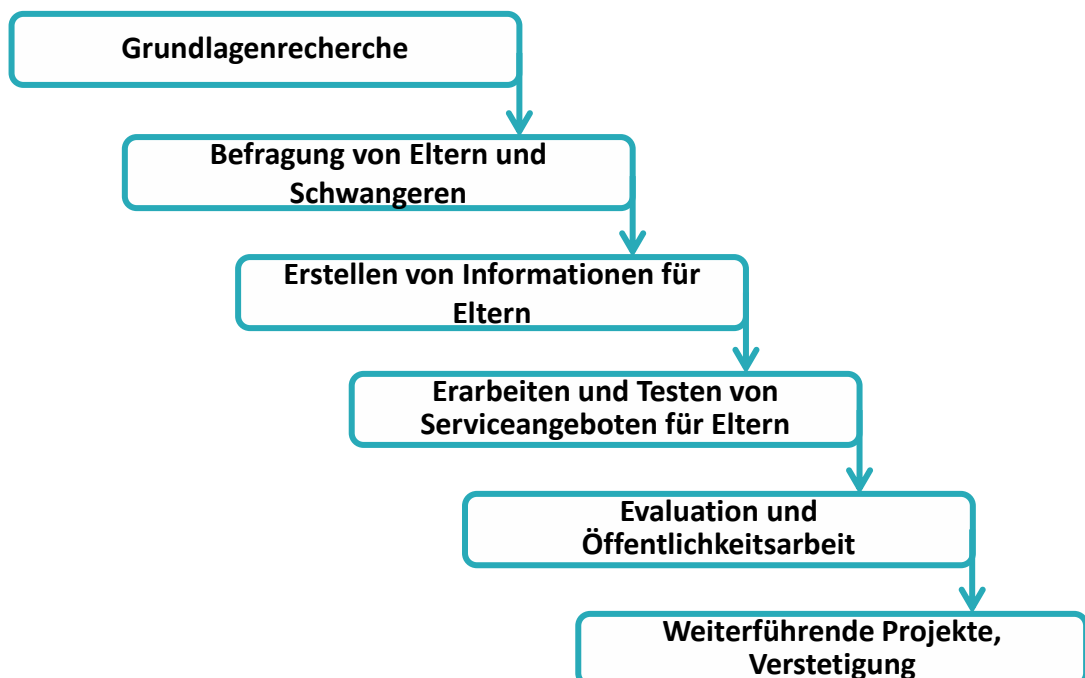 Grundlagenrecherche
Befragung von Eltern und
Schwangeren
Erstellen von Informationen für
Eltern
Erarbeiten und Testen von
Serviceangeboten für Eltern
Evaluation und
Öffentlichkeitsarbeit
Weiterführende Projekte,
Verstetigung